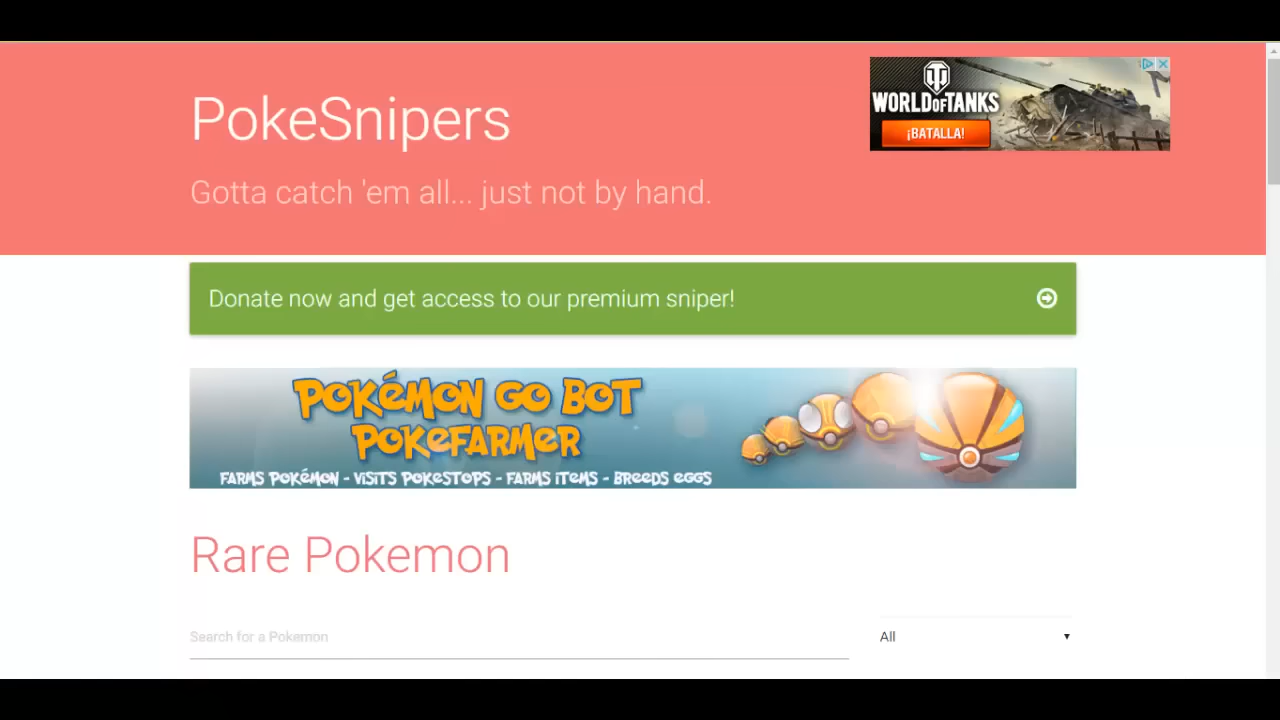 PokeSnipers
Gotta catch 'em all... just not by hand.
WORLD OF TANKS
¡BATALLA!
Donate now and get access to our premium sniper!
POKéMON GO BOT
POKEFARMER
FARMS POKéMON - ViSiTS POKeSTOPS - FARMS iTEMS - BReeDS eGGS
Rare Pokemon
Search for a Pokemon
All